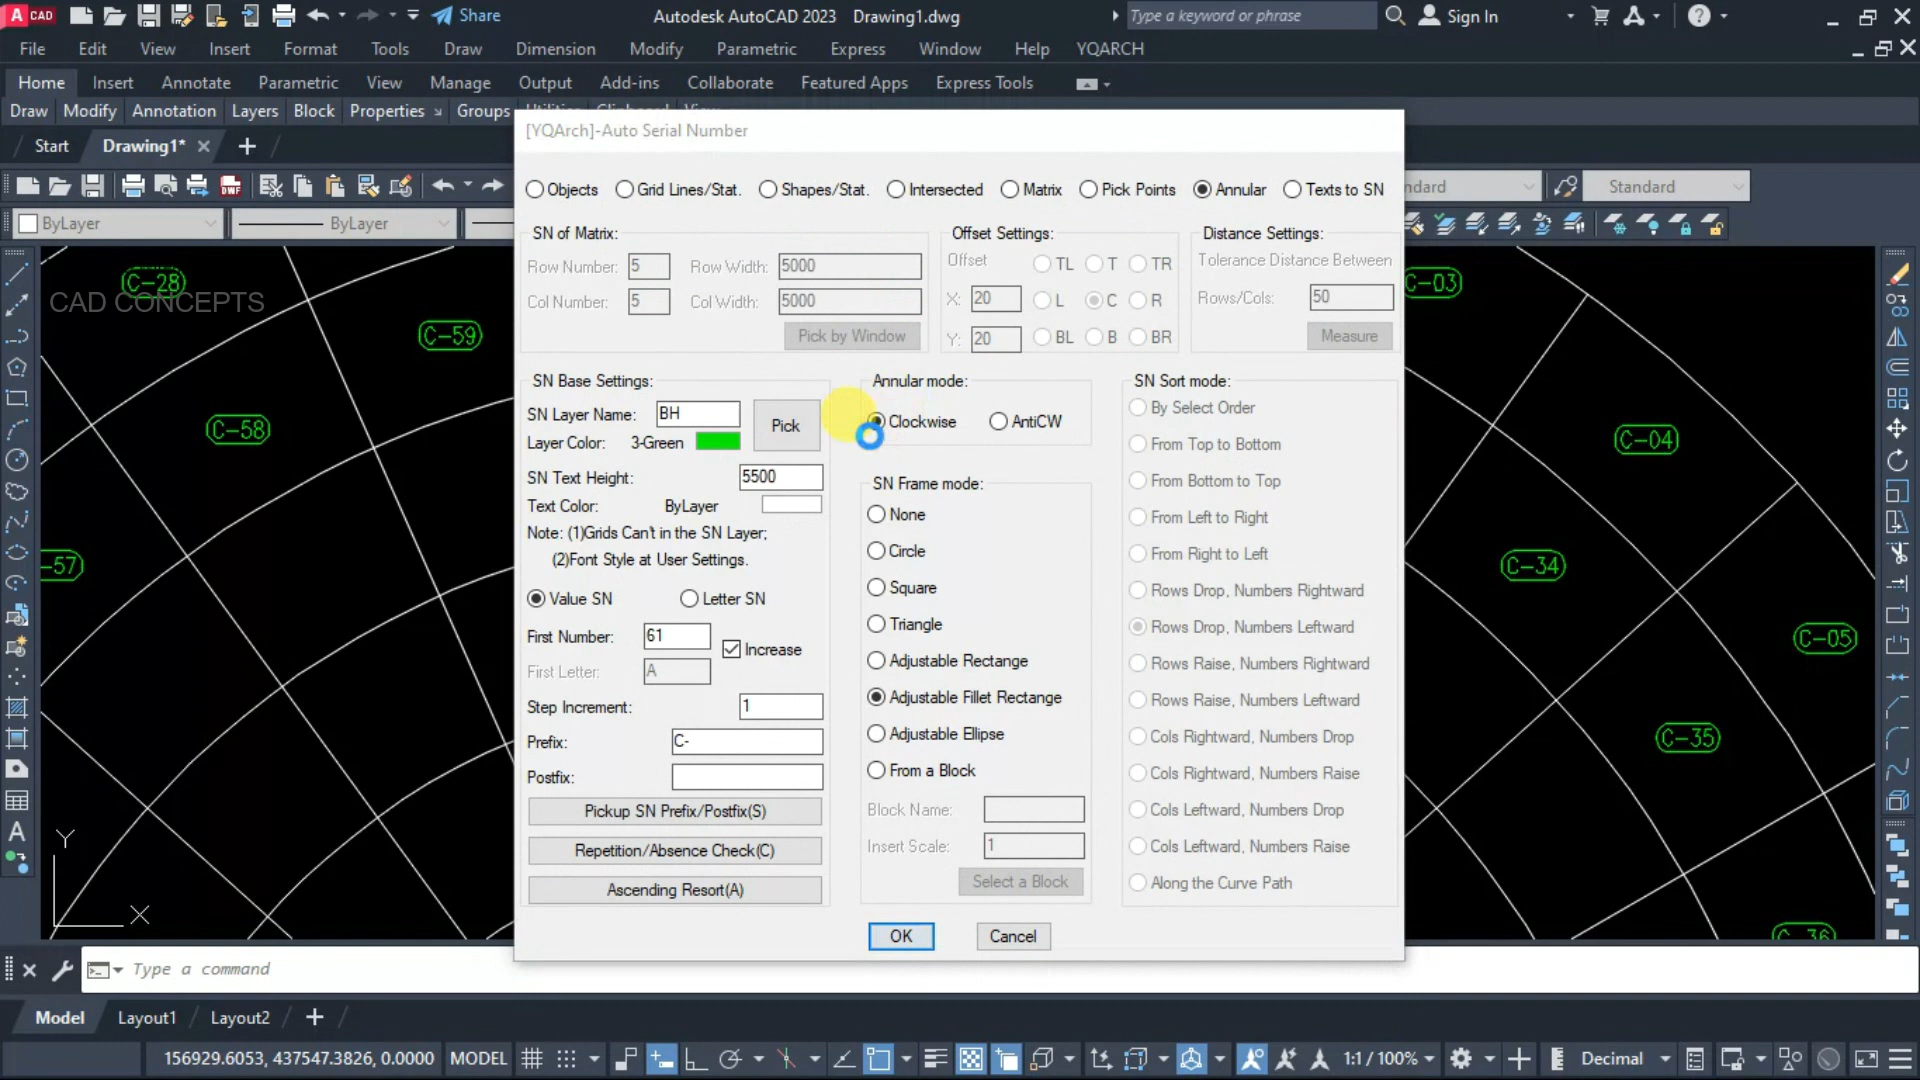 A CAD
Share
Autodesk AutoCAD 2023 Drawing1.dwg
Type a keyword or phrase
Sign In
File Edit View Insert Format Tools Draw Dimension Modify Parametric Express Window Help YQARCH
Home Insert Annotate Parametric View Manage Output Add-ins Collaborate Featured Apps Express Tools
Draw Modify Annotation Layers Block Properties Groups Utilities Clipboard View
Start Drawing1*
DWF
ndard
Standard
ByLayer
ByLayer
[YQArch]-Auto Serial Number
Objects Grid Lines/Stat. Shapes/Stat. Intersected Matrix Pick Points Annular Texts to SN
SN of Matrix:
Row Number: 5 Row Width: 5000
Col Number: 5 Col Width: 5000
Pick by Window
Offset Settings:
Offset TL T TR
X: 20 L C R
Y: 20 BL B BR
Distance Settings:
Tolerance Distance Between
Rows/Cols: 50
Measure
SN Base Settings:
SN Layer Name: BH
Layer Color: 3-Green
Pick
SN Text Height: 5500
Text Color: ByLayer
Note: (1)Grids Can't in the SN Layer;
(2)Font Style at User Settings.
Value SN Letter SN
First Number: 61
Increase
First Letter: A
Step Increment: 1
Prefix: C-
Postfix:
Pickup SN Prefix/Postfix(S)
Repetition/Absence Check(C)
Ascending Resort(A)
Annular mode:
Clockwise AntiCW
SN Frame mode:
None
Circle
Square
Triangle
Adjustable Rectange
Adjustable Fillet Rectange
Adjustable Ellipse
From a Block
Block Name:
Insert Scale: 1
Select a Block
SN Sort mode:
By Select Order
From Top to Bottom
From Bottom to Top
From Left to Right
From Right to Left
Rows Drop, Numbers Rightward
Rows Drop, Numbers Leftward
Rows Raise, Numbers Rightward
Rows Raise, Numbers Leftward
Cols Rightward, Numbers Drop
Cols Rightward, Numbers Raise
Cols Leftward, Numbers Drop
Cols Leftward, Numbers Raise
Along the Curve Path
OK Cancel
C-28
CAD CONCEPTS
C-59
C-58
-57
C-03
C-04
C-34
C-05
C-35
C-36
Y
X
Type a command
Model Layout1 Layout2
156929.6053, 437547.3826, 0.0000 MODEL 1:1 / 100% Decimal